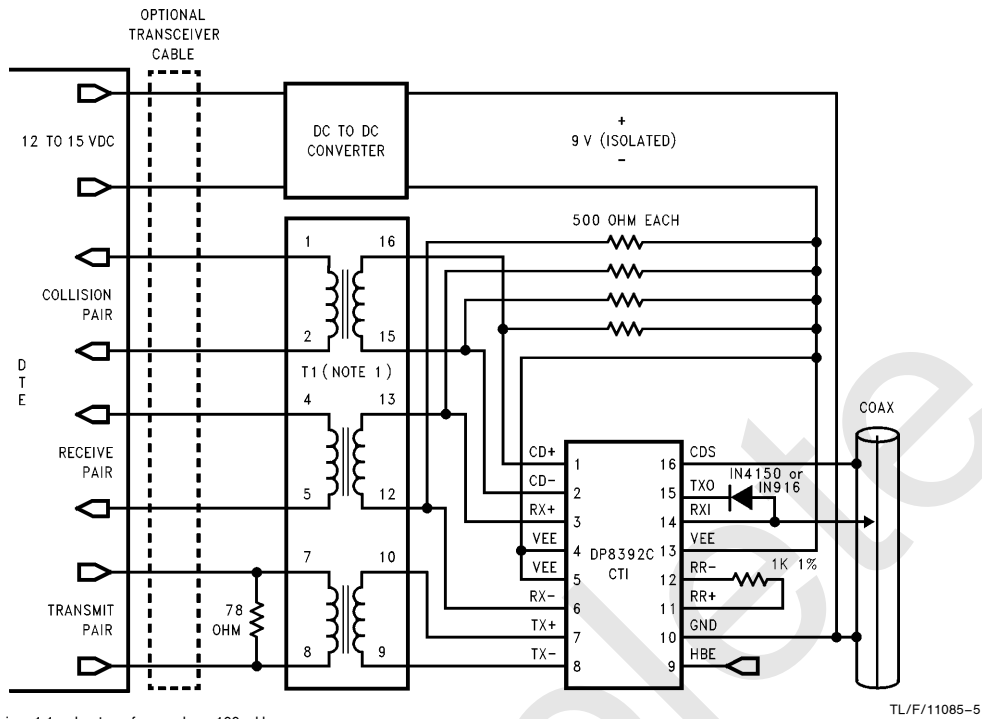 OPTIONAL
TRANSCEIVER
CABLE
12 TO 15 VDC
DC TO DC
CONVERTER
+
9 V (ISOLATED)
-
500 OHM EACH
1
16
COLLISION
PAIR
2
15
T1 (NOTE 1)
D
T
E
4
13
RECEIVE
PAIR
5
12
7
10
TRANSMIT
PAIR
78
OHM
8
9
COAX
CD+
1
CD-
2
RX+
3
VEE
4
VEE
5
RX-
6
TX+
7
TX-
8
DP8392C
CTI
16
CDS
15
TXO
14
RXI
13
VEE
12
RR-
11
RR+
10
GND
9
HBE
IN4150 or
IN916
1K 1%
TL/F/11085-5